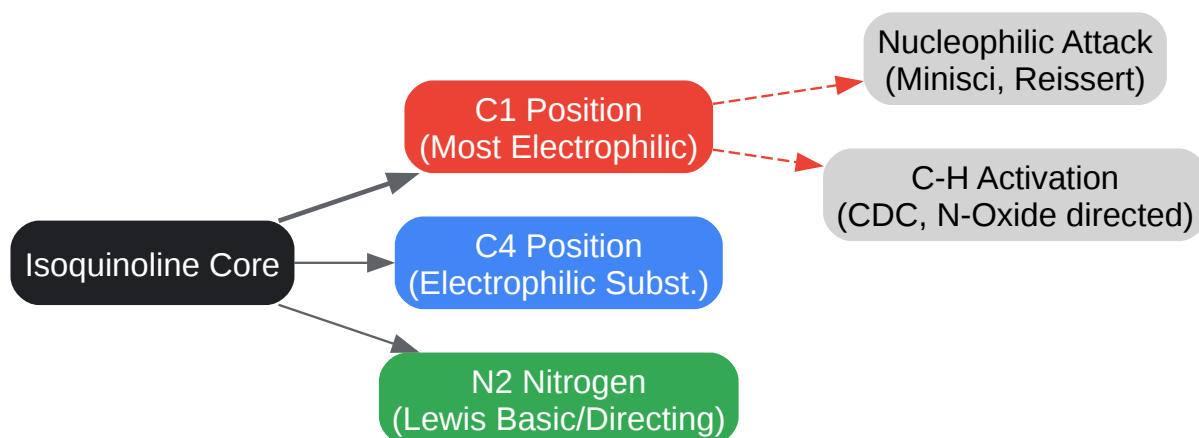 Isoquinoline Core
C1 Position
(Most Electrophilic)
C4 Position
(Electrophilic Subst.)
N2 Nitrogen
(Lewis Basic/Directing)
Nucleophilic Attack
(Minisci, Reissert)
C-H Activation
(CDC, N-Oxide directed)